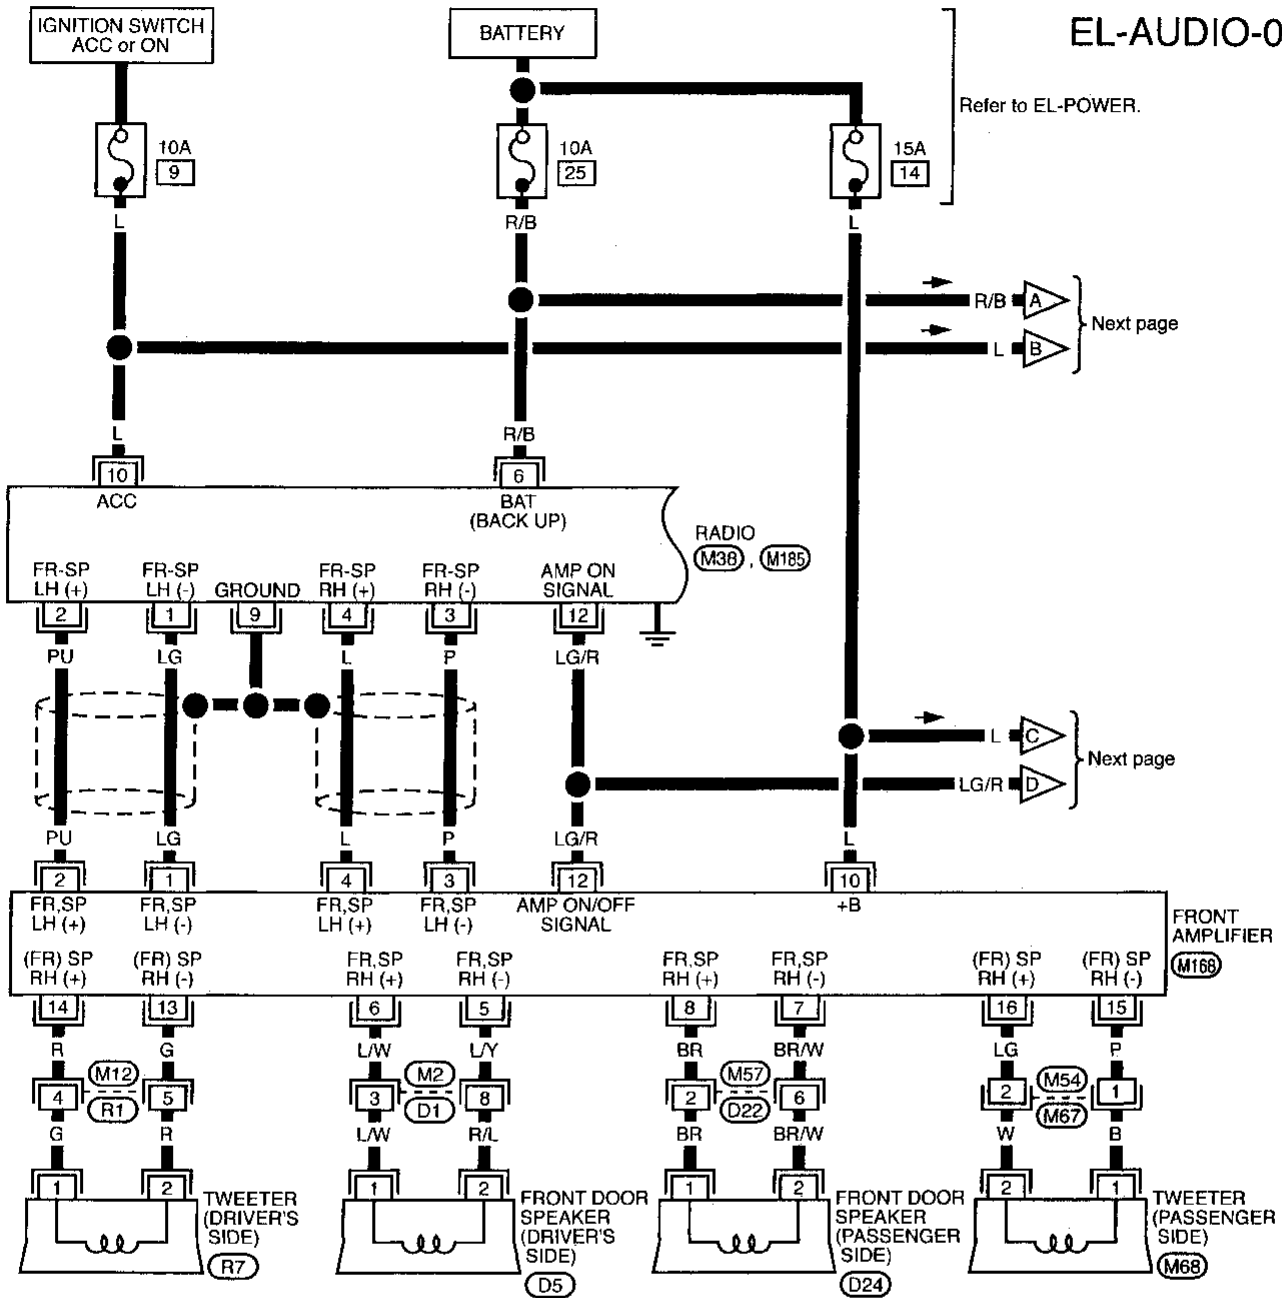 IGNITION SWITCH
ACC or ON
BATTERY
EL-AUDIO-0
Refer to EL-POWER.
10A
9
10A
25
15A
14
L
R/B
L
R/B
A
L
B
Next page
L
R/B
10
6
ACC
BAT
(BACK UP)
RADIO
M38 , M185
FR-SP
LH (+)
FR-SP
LH (-)
GROUND
FR-SP
RH (+)
FR-SP
RH (-)
AMP ON
SIGNAL
2
1
9
4
3
12
PU
LG
L
P
LG/R
L
C
LG/R
D
Next page
PU
LG
L
P
LG/R
L
2
1
4
3
12
10
FR,SP
LH (+)
FR,SP
LH (-)
FR,SP
LH (+)
FR,SP
LH (-)
AMP ON/OFF
SIGNAL
+B
FRONT
AMPLIFIER
M168
(FR) SP
RH (+)
(FR) SP
RH (-)
FR,SP
RH (+)
FR,SP
RH (-)
FR,SP
RH (+)
FR,SP
RH (-)
(FR) SP
RH (+)
(FR) SP
RH (-)
14
13
6
5
8
7
16
15
R
G
L/W
L/Y
BR
BR/W
LG
P
4
M12
R1
5
3
M2
D1
8
2
M57
D22
6
2
M54
M67
1
G
R
L/W
R/L
BR
BR/W
W
B
1
2
1
2
1
2
2
1
TWEETER
(DRIVER'S
SIDE)
R7
FRONT DOOR
SPEAKER
(DRIVER'S
SIDE)
D5
FRONT DOOR
SPEAKER
(PASSENGER
SIDE)
D24
TWEETER
(PASSENGER
SIDE)
M68